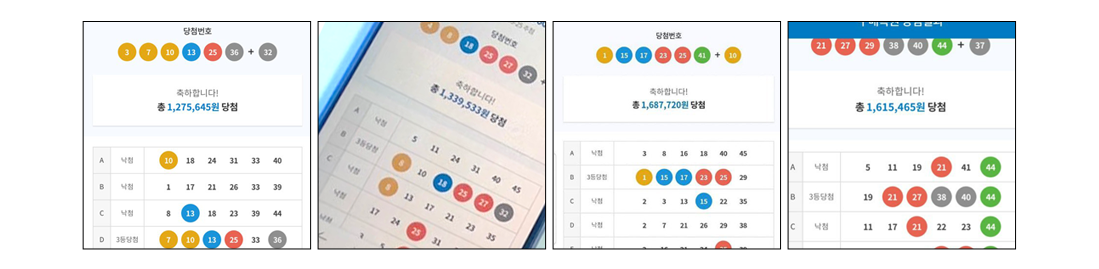 당첨번호
3 7 10 13 25 36 + 32
축하합니다!
총 1,275,645원 당첨
A 낙첨 10 18 24 31 33 40
B 낙첨 1 17 21 26 33 39
C 낙첨 8 13 18 23 39 44
D 3등당첨 7 10 13 25 33 36
당첨번호
4 8 18 25 27 32 +
축하합니다!
총 1,339,533원 당첨
A 낙첨 5 11 24 31 40 45
B 3등당첨 8 10 18 25 27 32
C 낙첨 8 13 17 21 23 35
낙첨 17 24 25 31
당첨번호
1 15 17 23 25 41 + 10
축하합니다!
총 1,687,720원 당첨
A 낙첨 3 8 16 18 40 45
B 3등당첨 1 15 17 23 25 29
C 낙첨 2 3 13 15 22 35
D 낙첨 2 7 21 26 29 38
21 27 29 38 40 44 + 37
축하합니다!
총 1,615,465원 당첨
A 낙첨 5 11 19 21 41 44
B 3등당첨 19 21 27 38 40 44
C 낙첨 11 17 21 22 23 44